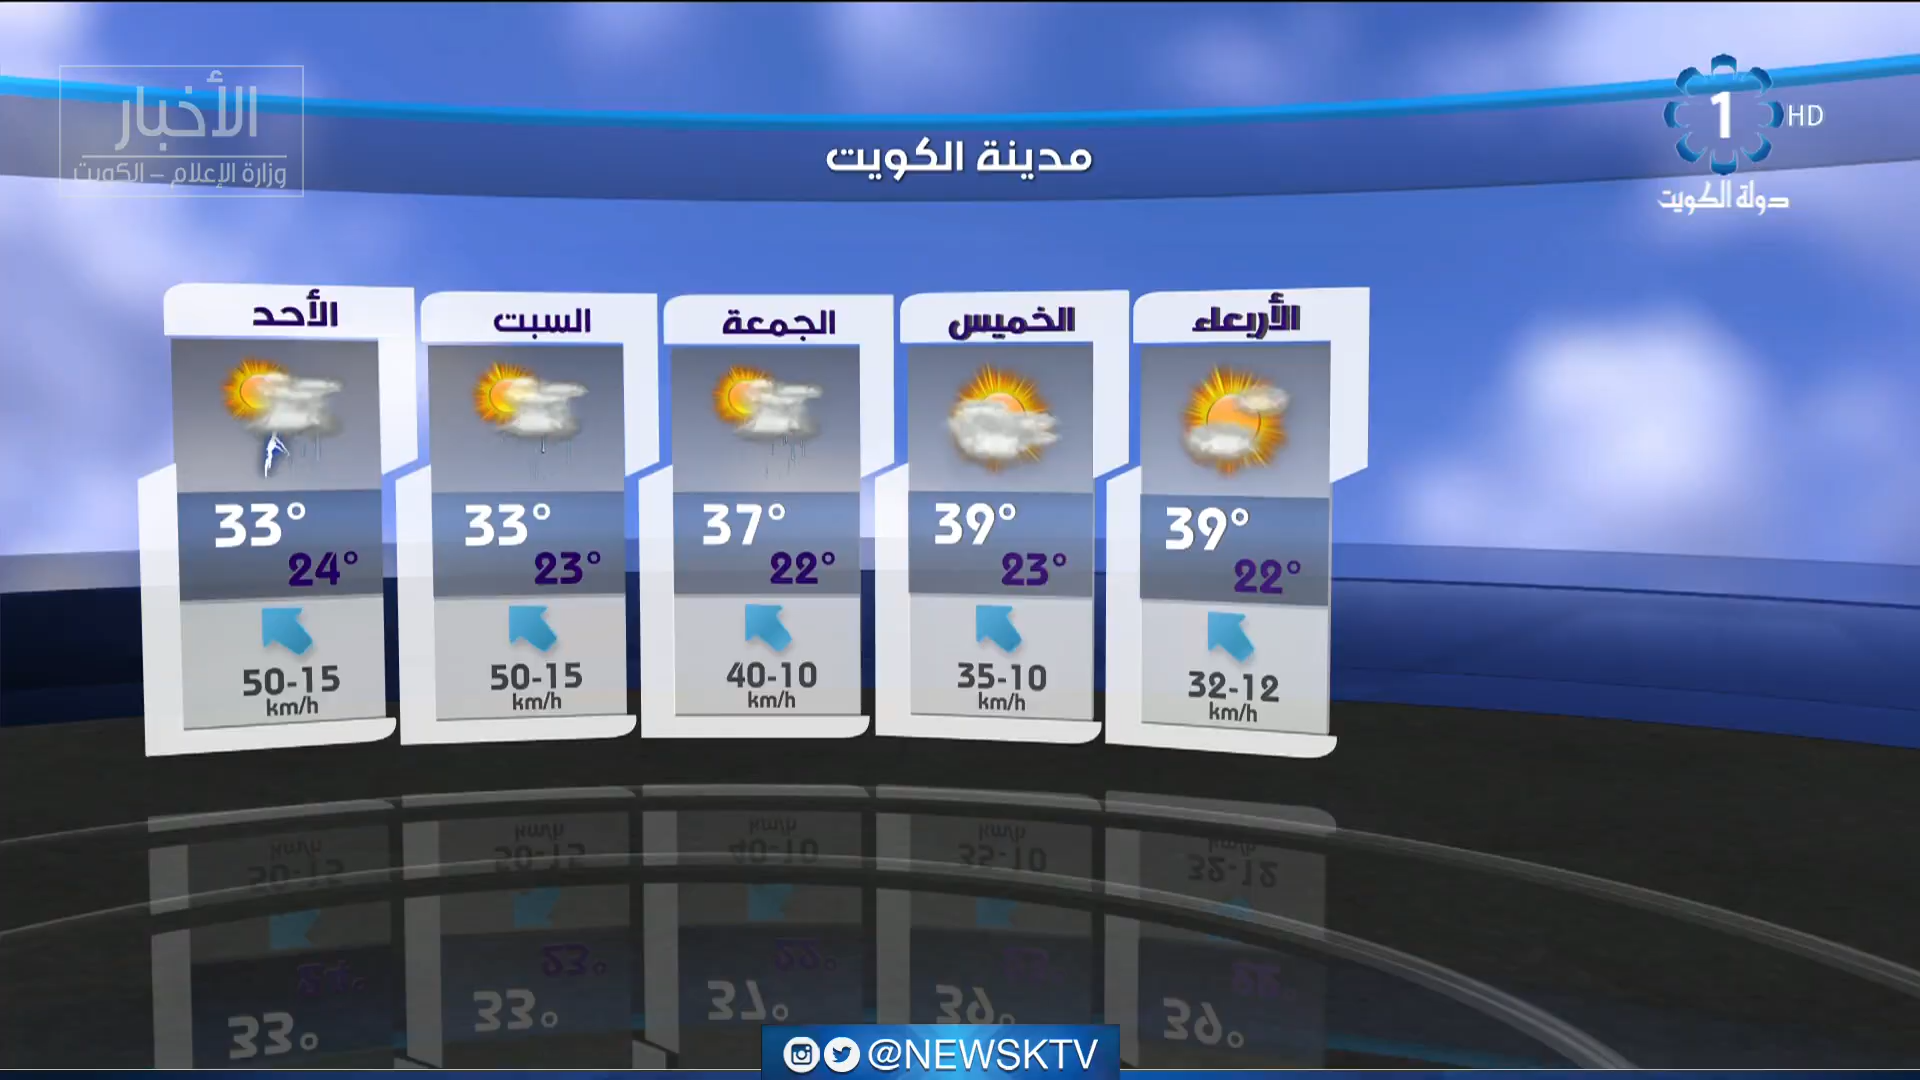 الأخبار
وزارة الإعلام – الكويت
1 HD
دولة الكويت
مدينة الكويت
الأربعاء
39°
22°
32-12
km/h
الخميس
39°
23°
35-10
km/h
الجمعة
37°
22°
40-10
km/h
السبت
33°
23°
50-15
km/h
الأحد
33°
24°
50-15
km/h
@NEWSKTV